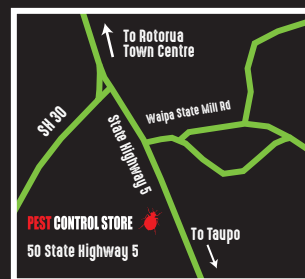 To Rotorua
Town Centre
Waipa State Mill Rd
SH 30
State Highway 5
PEST CONTROL STORE
50 State Highway 5
To Taupo